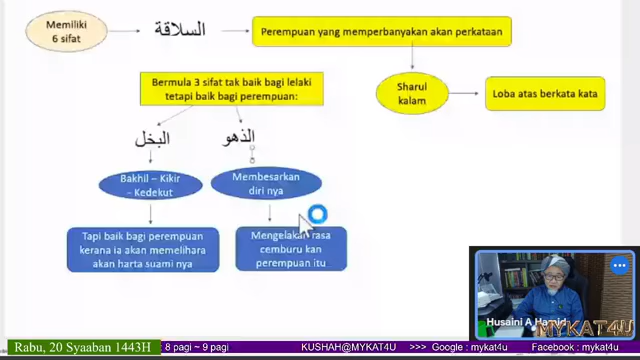 Memiliki
6 sifat
السلاقة
Perempuan yang memperbanyakan akan perkataan
Sharul
kalam
Loba atas berkata kata
Bermula 3 sifat tak baik bagi lelaki
tetapi baik bagi perempuan:
البخل
الذهو
Bakhil – Kikir
- Kedekut
Membesarkan
diri nya
Tapi baik bagi perempuan
kerana ia akan memelihara
akan harta suami nya
Mengelakan rasa
cemburu kan
perempuan itu
Husaini A Hamid
MYKAT4U
Rabu, 20 Syaaban 1443H
8 pagi ~ 9 pagi
KUSHAH@MYKAT4U
>>> Google : mykat4u
Facebook : mykat4u